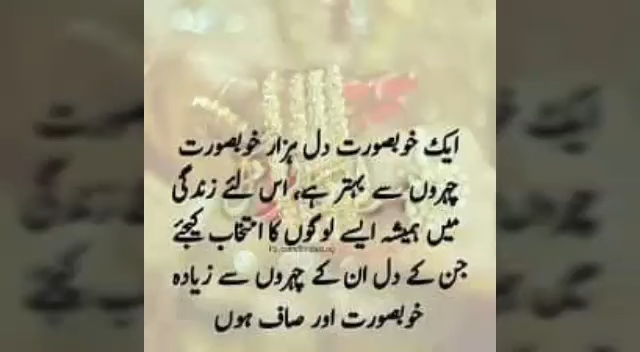 ایک خوبصورت دل ہزار خوبصورت
چہروں سے بہتر ہے، اس لئے زندگی
میں ہمیشہ ایسے لوگوں کا انتخاب کیجئے
جن کے دل ان کے چہروں سے زیادہ
خوبصورت اور صاف ہوں